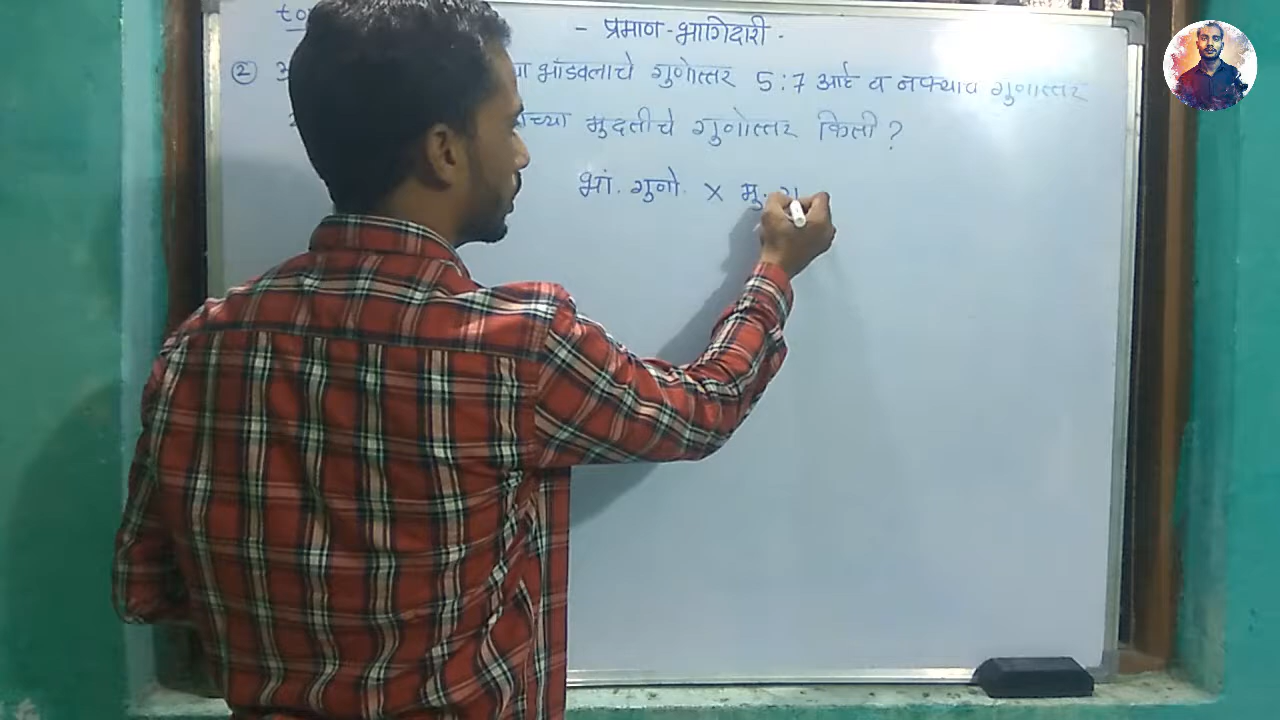 - प्रमाण - भागिदारी -
② भांडवलाचे गुणोत्तर 5:7 आहे व नफ्याचे गुणोत्तर
मुदतीचे गुणोत्तर किती?
भां. गुनो. × मु.